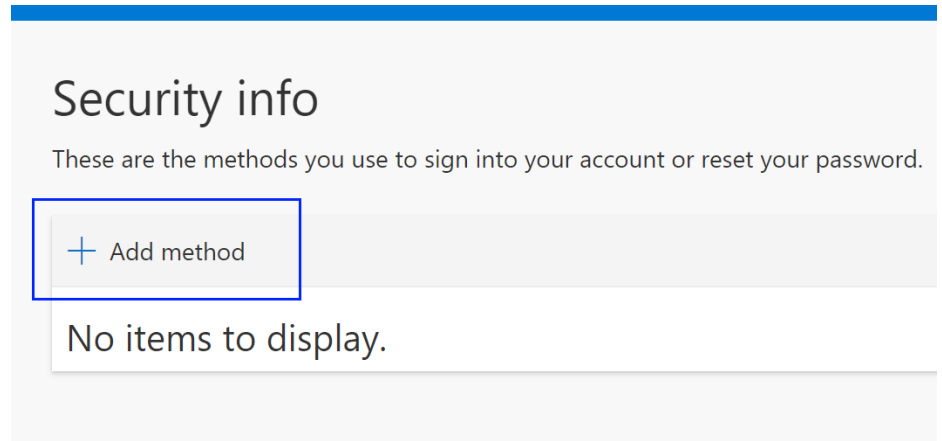 Security info
These are the methods you use to sign into your account or reset your password.
+ Add method
No items to display.